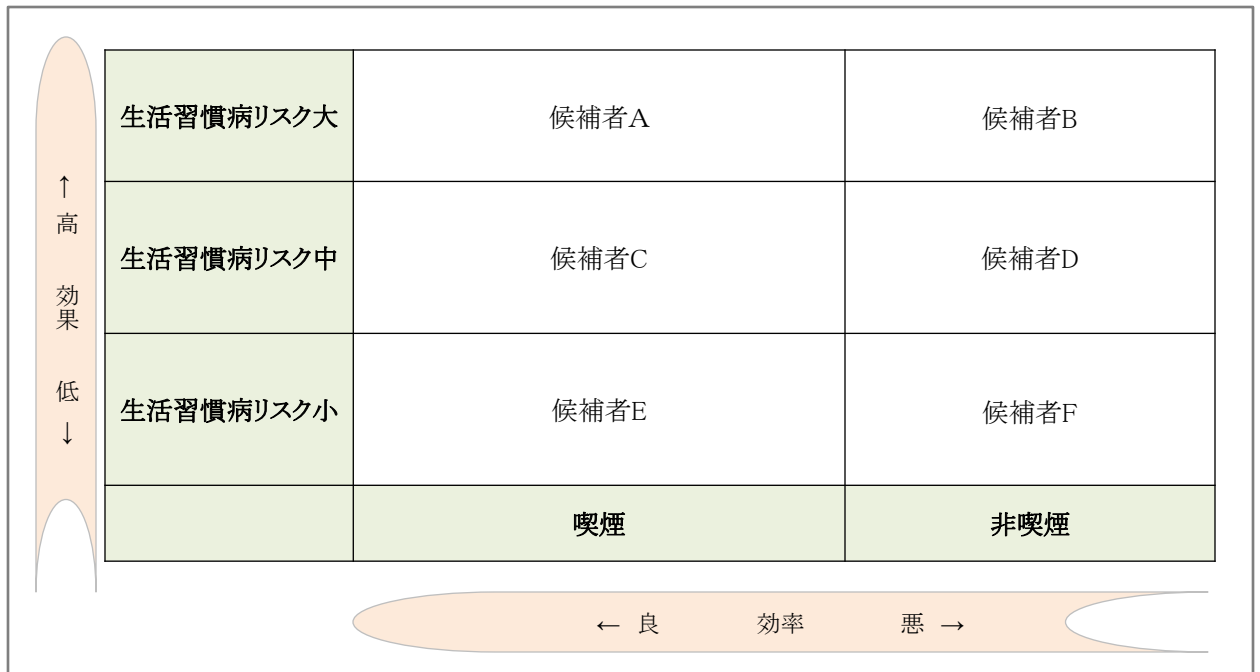 生活習慣病リスク大 候補者A 候補者B
生活習慣病リスク中 候補者C 候補者D
生活習慣病リスク小 候補者E 候補者F
喫煙 非喫煙
↑
高
効果
低
↓
← 良 効率 悪 →